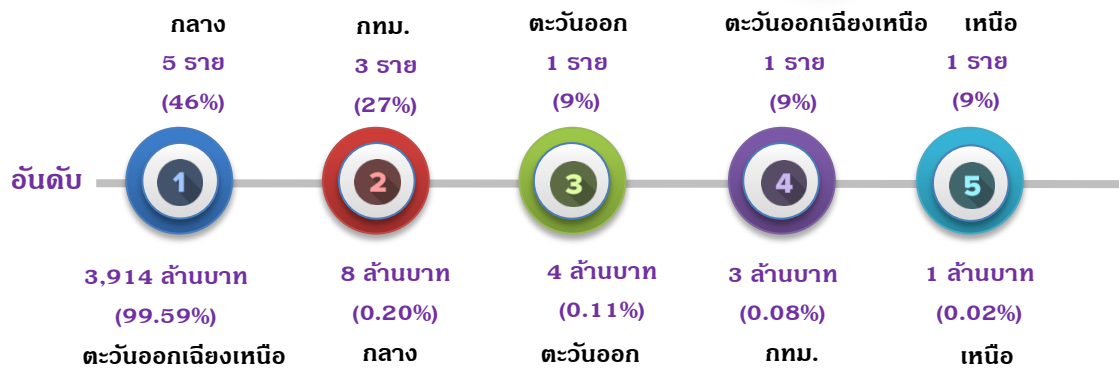 กลาง กทม. ตะวันออก ตะวันออกเฉียงเหนือ เหนือ
5 ราย 3 ราย 1 ราย 1 ราย 1 ราย
(46%) (27%) (9%) (9%) (9%)
อันดับ 1 2 3 4 5
3,914 ล้านบาท 8 ล้านบาท 4 ล้านบาท 3 ล้านบาท 1 ล้านบาท
(99.59%) (0.20%) (0.11%) (0.08%) (0.02%)
ตะวันออกเฉียงเหนือ กลาง ตะวันออก กทม. เหนือ